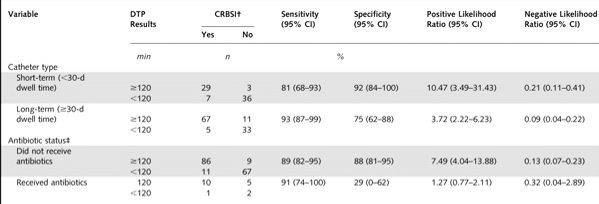 Variable DTP Results CRBSI† Sensitivity (95% CI) Specificity (95% CI) Positive Likelihood Ratio (95% CI) Negative Likelihood Ratio (95% CI)
Yes No
min n %
Catheter type
Short-term (<30-d dwell time) ≥120 29 3 81 (68–93) 92 (84–100) 10.47 (3.49–31.43) 0.21 (0.11–0.41)
<120 7 36
Long-term (≥30-d dwell time) ≥120 67 11 93 (87–99) 75 (62–88) 3.72 (2.22–6.23) 0.09 (0.04–0.22)
<120 5 33
Antibiotic status‡
Did not receive antibiotics ≥120 86 9 89 (82–95) 88 (81–95) 7.49 (4.04–13.88) 0.13 (0.07–0.23)
<120 11 67
Received antibiotics 120 10 5 91 (74–100) 29 (0–62) 1.27 (0.77–2.11) 0.32 (0.04–2.89)
<120 1 2